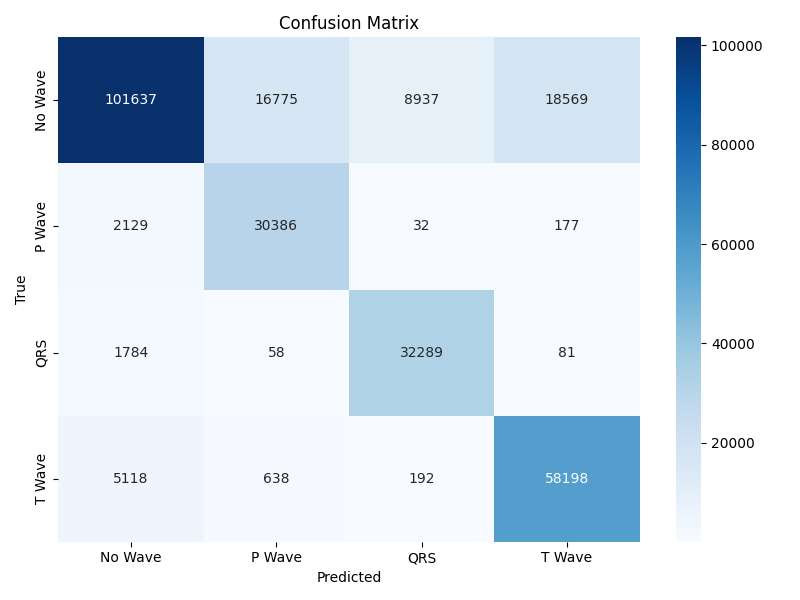 Confusion Matrix
No Wave 101637 16775 8937 18569
P Wave 2129 30386 32 177
QRS 1784 58 32289 81
T Wave 5118 638 192 58198
No Wave P Wave QRS T Wave
Predicted
True
100000
80000
60000
40000
20000